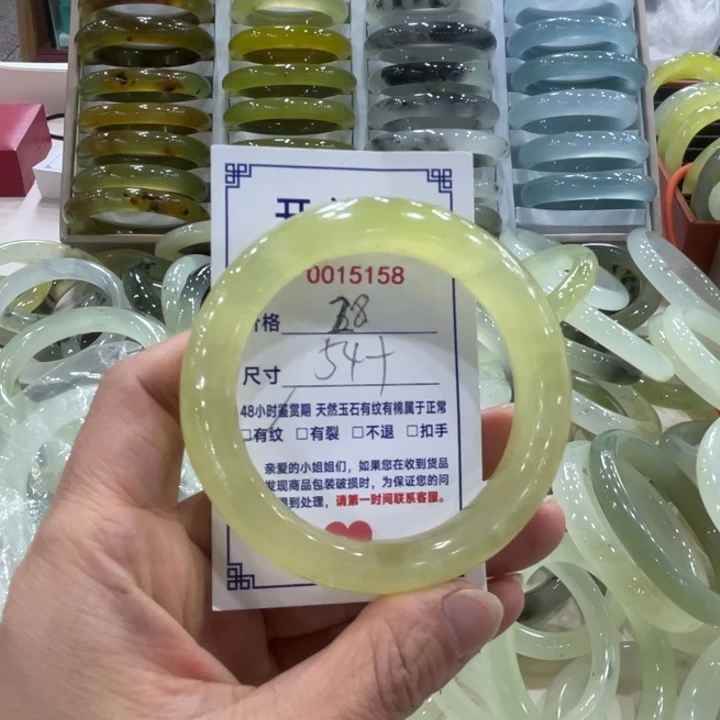 0015158
格 38
尺寸 54+
48小时鉴赏期 天然玉石有纹有棉属于正常
□有纹 □有裂 □不退 □扣手
亲爱的小姐姐们，如果您在收到货品
发现商品包装破损时，为保证您的问
得到处理，请第一时间联系客服。